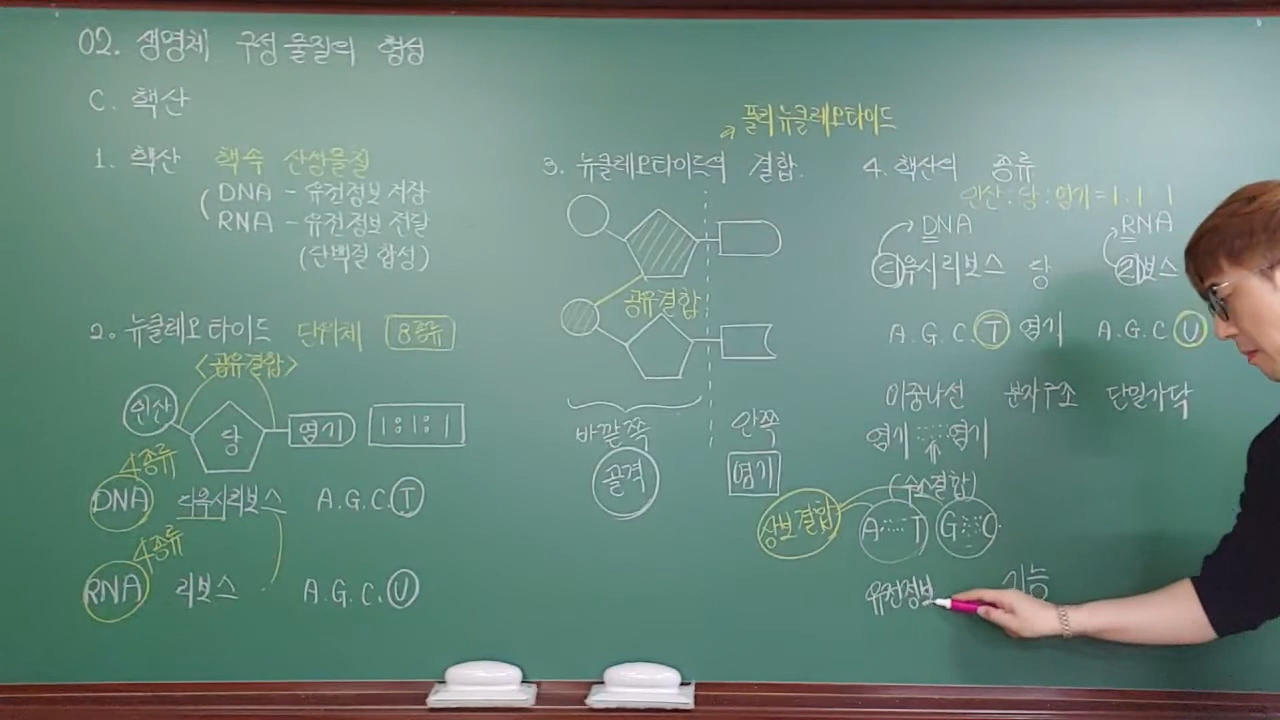 02. 생명체 구성 물질의 형성
C. 핵산
1. 핵산 핵속 산성물질
DNA - 유전정보 저장
RNA - 유전정보 전달
(단백질 합성)
2. 뉴클레오타이드 단위체 8종류
<공유결합>
인산 당 염기 1:1:1
4종류
DNA 디옥시리보스 A.G.C.T
4종류
RNA 리보스 A.G.C.U
폴리뉴클레오타이드
3. 뉴클레오타이드의 결합.
공유결합
바깥쪽 안쪽
골격 염기
4. 핵산의 종류
인산:당:염기=1:1:1
DNA RNA
디옥시리보스 당 리보스
A.G.C.T 염기 A.G.C.U
이중나선 분자구조 단일가닥
염기 염기
(수소결합)
상보결합 A T G C
유전정보 기능